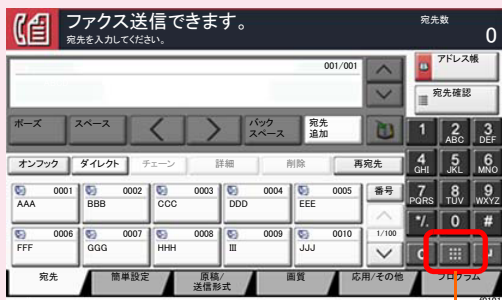 ファクス送信できます。
宛先を入力してください。
宛先数
0
001/001
アドレス帳
宛先確認
ポーズ
スペース
バック
スペース
宛先
追加
1
2
ABC
3
DEF
オンフック
ダイレクト
チェーン
詳細
削除
再宛先
4
GHI
5
JKL
6
MNO
0001
AAA
0002
BBB
0003
CCC
0004
DDD
0005
EEE
番号
7
PQRS
8
TUV
9
WXYZ
0006
FFF
0007
GGG
0008
HHH
0009
III
0010
JJJ
1/100
*/.
0
#
C
宛先
簡単設定
原稿/
送信形式
画質
応用/その他
プログラム